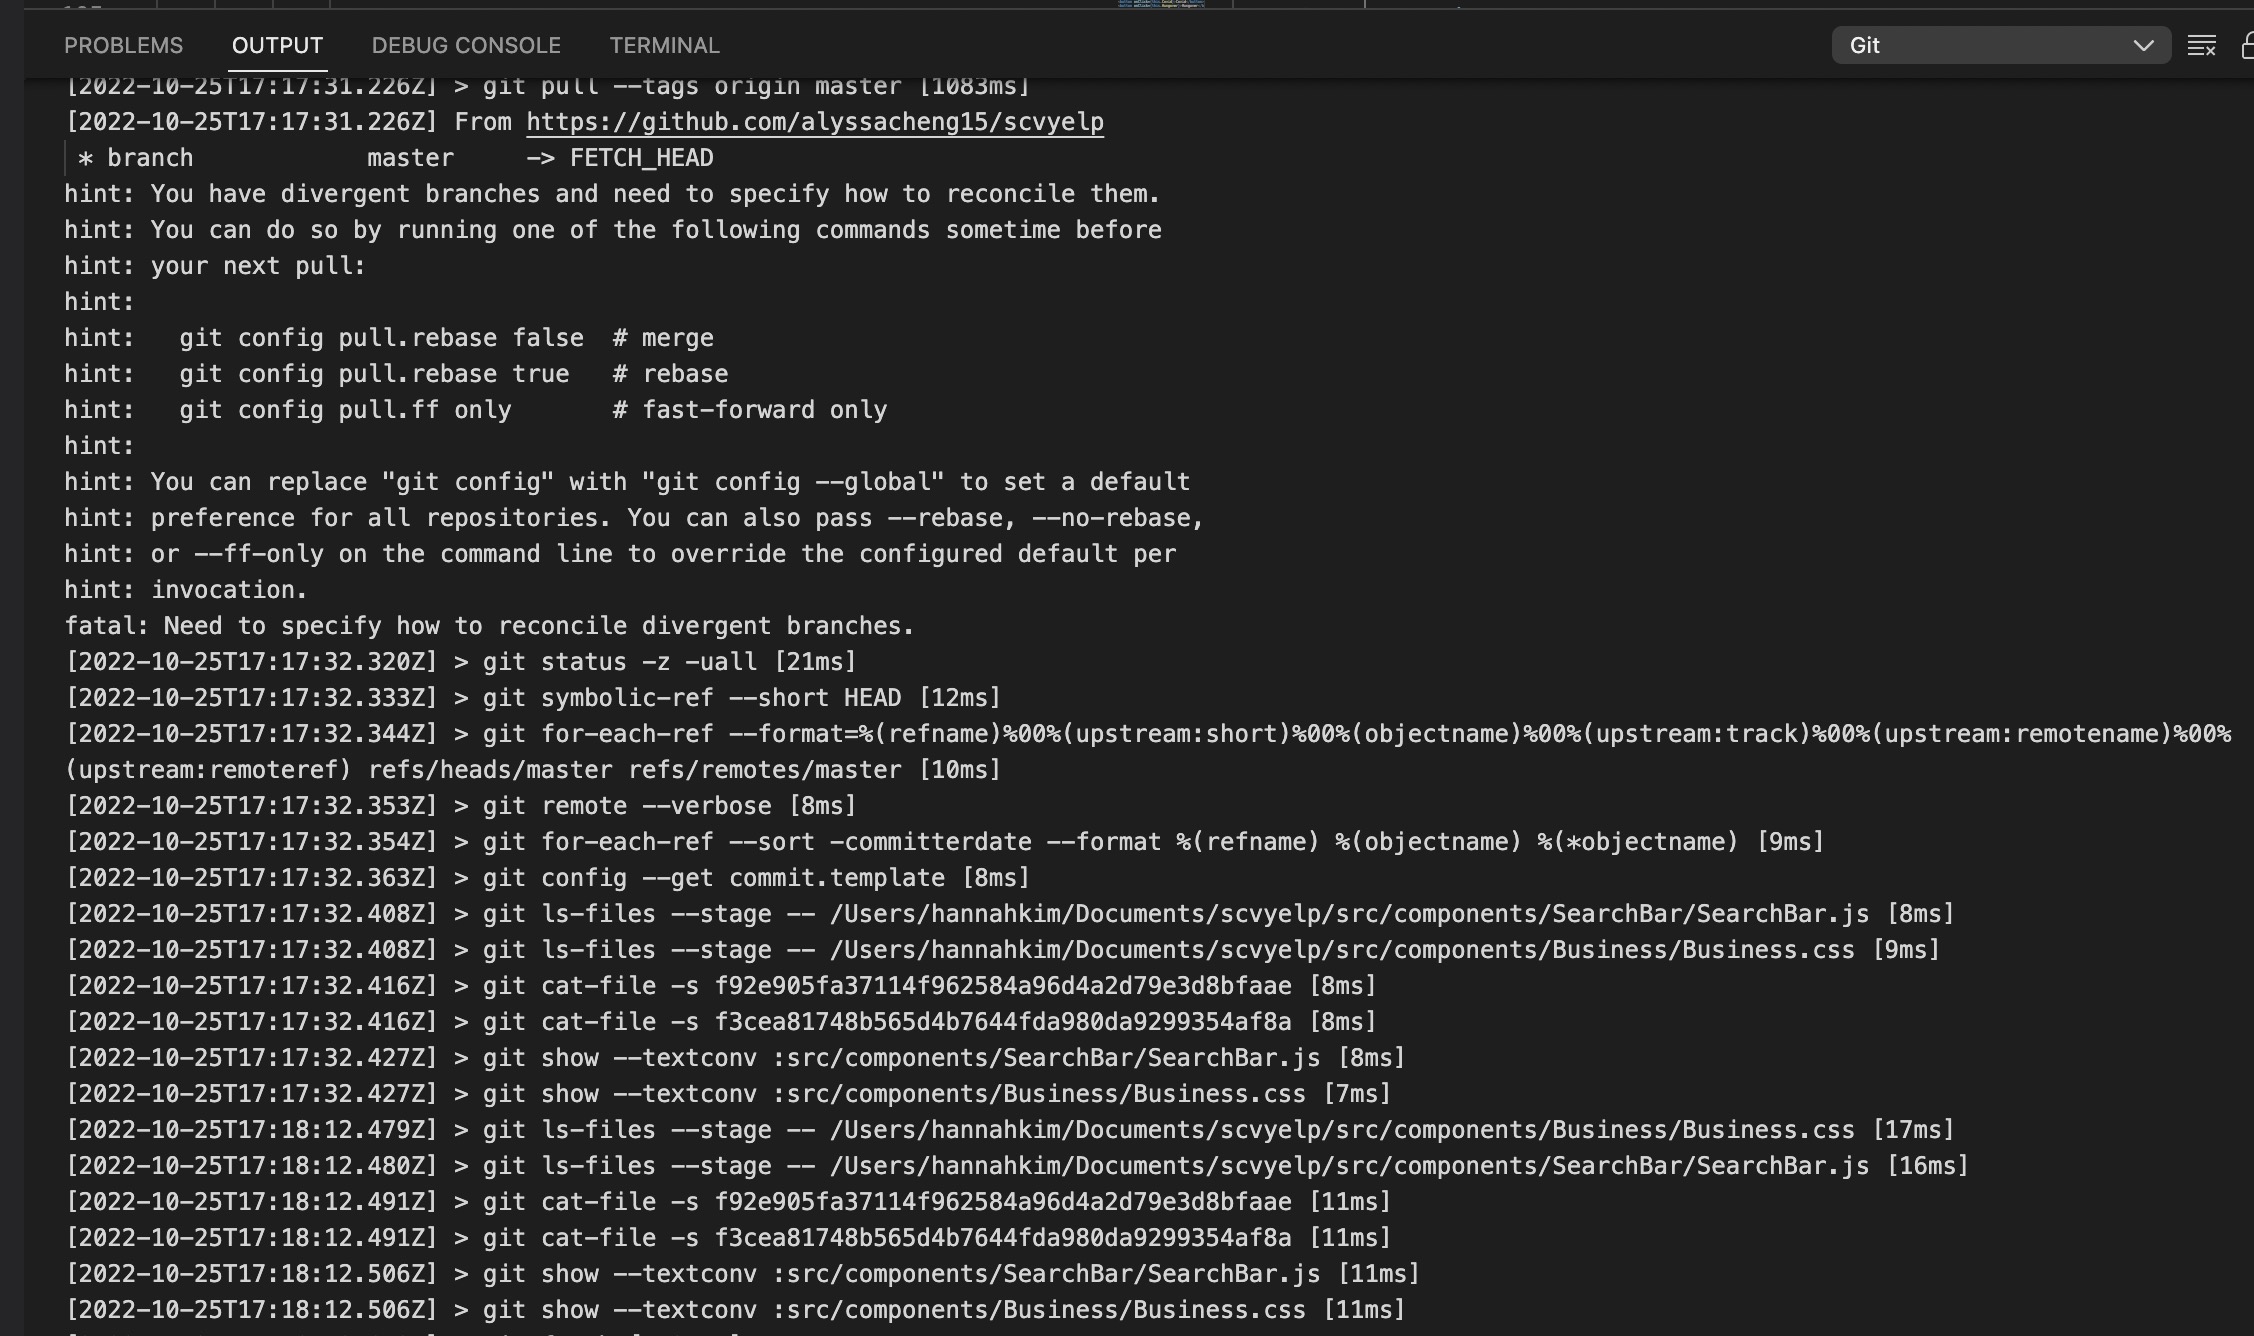 PROBLEMS OUTPUT DEBUG CONSOLE TERMINAL Git
[2022-10-25T17:17:31.226Z] > git pull --tags origin master [1083ms]
[2022-10-25T17:17:31.226Z] From https://github.com/alyssacheng15/scvyelp
 * branch            master     -> FETCH_HEAD
hint: You have divergent branches and need to specify how to reconcile them.
hint: You can do so by running one of the following commands sometime before
hint: your next pull:
hint:
hint:   git config pull.rebase false  # merge
hint:   git config pull.rebase true   # rebase
hint:   git config pull.ff only       # fast-forward only
hint:
hint: You can replace "git config" with "git config --global" to set a default
hint: preference for all repositories. You can also pass --rebase, --no-rebase,
hint: or --ff-only on the command line to override the configured default per
hint: invocation.
fatal: Need to specify how to reconcile divergent branches.
[2022-10-25T17:17:32.320Z] > git status -z -uall [21ms]
[2022-10-25T17:17:32.333Z] > git symbolic-ref --short HEAD [12ms]
[2022-10-25T17:17:32.344Z] > git for-each-ref --format=%(refname)%00%(upstream:short)%00%(objectname)%00%(upstream:track)%00%(upstream:remotename)%00%
(upstream:remoteref) refs/heads/master refs/remotes/master [10ms]
[2022-10-25T17:17:32.353Z] > git remote --verbose [8ms]
[2022-10-25T17:17:32.354Z] > git for-each-ref --sort -committerdate --format %(refname) %(objectname) %(*objectname) [9ms]
[2022-10-25T17:17:32.363Z] > git config --get commit.template [8ms]
[2022-10-25T17:17:32.408Z] > git ls-files --stage -- /Users/hannahkim/Documents/scvyelp/src/components/SearchBar/SearchBar.js [8ms]
[2022-10-25T17:17:32.408Z] > git ls-files --stage -- /Users/hannahkim/Documents/scvyelp/src/components/Business/Business.css [9ms]
[2022-10-25T17:17:32.416Z] > git cat-file -s f92e905fa37114f962584a96d4a2d79e3d8bfaae [8ms]
[2022-10-25T17:17:32.416Z] > git cat-file -s f3cea81748b565d4b7644fda980da9299354af8a [8ms]
[2022-10-25T17:17:32.427Z] > git show --textconv :src/components/SearchBar/SearchBar.js [8ms]
[2022-10-25T17:17:32.427Z] > git show --textconv :src/components/Business/Business.css [7ms]
[2022-10-25T17:18:12.479Z] > git ls-files --stage -- /Users/hannahkim/Documents/scvyelp/src/components/Business/Business.css [17ms]
[2022-10-25T17:18:12.480Z] > git ls-files --stage -- /Users/hannahkim/Documents/scvyelp/src/components/SearchBar/SearchBar.js [16ms]
[2022-10-25T17:18:12.491Z] > git cat-file -s f92e905fa37114f962584a96d4a2d79e3d8bfaae [11ms]
[2022-10-25T17:18:12.491Z] > git cat-file -s f3cea81748b565d4b7644fda980da9299354af8a [11ms]
[2022-10-25T17:18:12.506Z] > git show --textconv :src/components/SearchBar/SearchBar.js [11ms]
[2022-10-25T17:18:12.506Z] > git show --textconv :src/components/Business/Business.css [11ms]